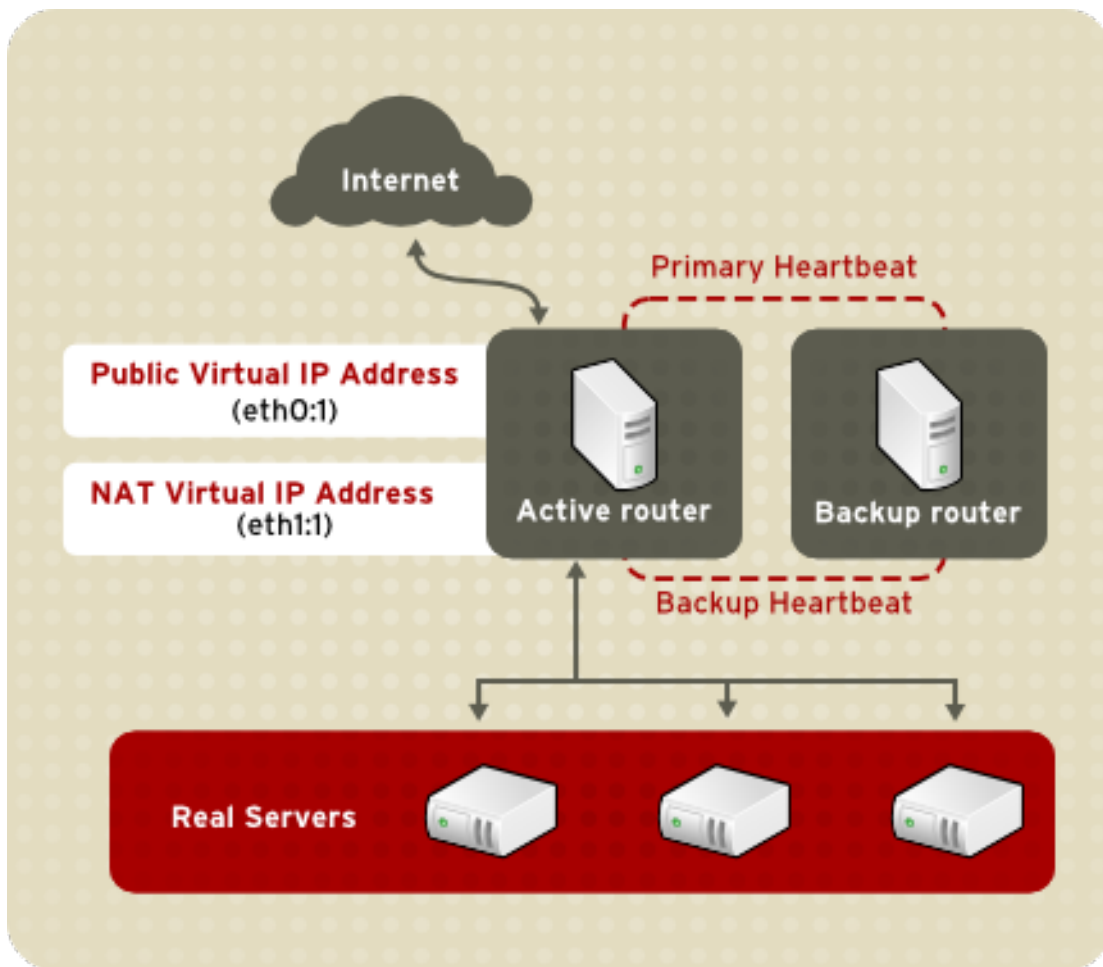 Internet
Primary Heartbeat
Public Virtual IP Address
(eth0:1)
NAT Virtual IP Address
(eth1:1)
Active router
Backup router
Backup Heartbeat
Real Servers